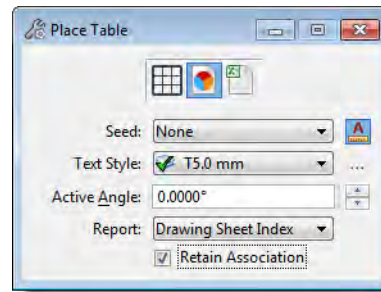 Place Table
Seed: None
Text Style: T5.0 mm
...
Active Angle: 0.0000°
Report: Drawing Sheet Index
Retain Association